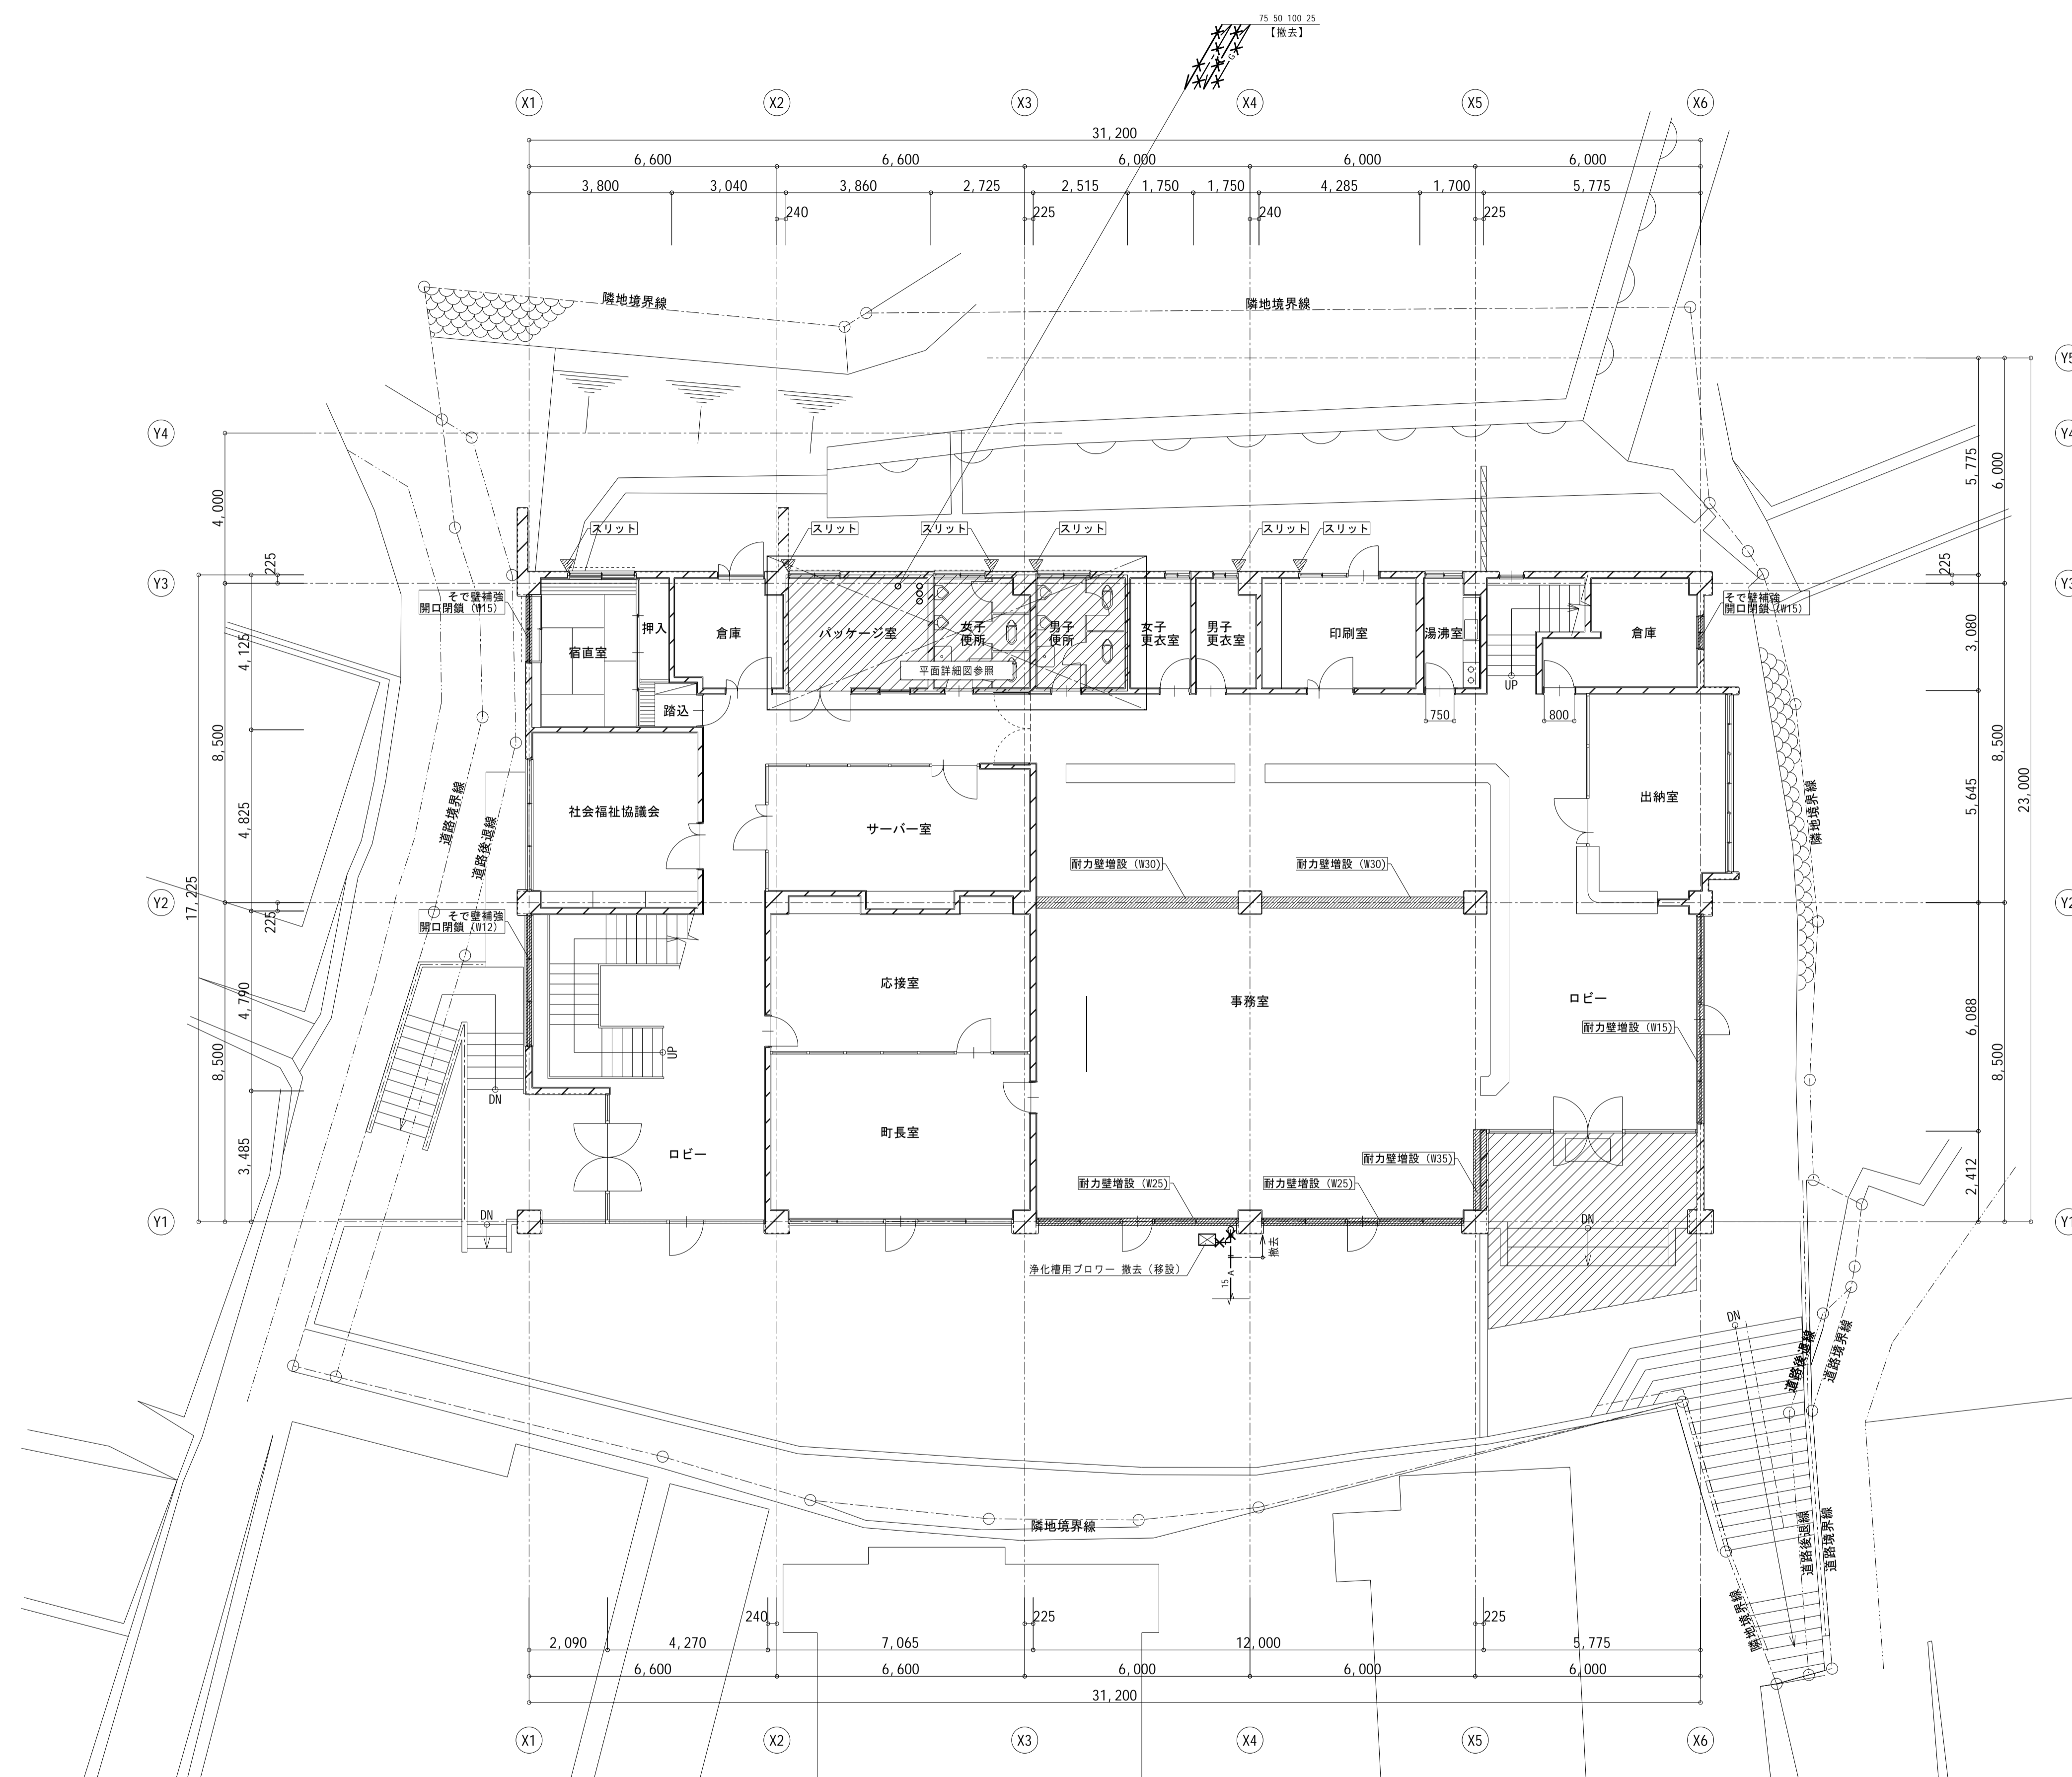 75 50 100 25
【撤去】
G
X1 X2 X3 X4 X5 X6
31,200
6,600 6,600 6,000 6,000 6,000
3,800 3,040 3,860 2,725 2,515 1,750 1,750 4,285 1,700 5,775
240 225 240 225
隣地境界線
隣地境界線
Y5
Y4
Y4
4,000
5,775
6,000
スリット スリット スリット スリット スリット スリット
225
225
Y3
Y3
そで壁補強
開口閉鎖（W15）
宿直室
押入
倉庫
パッケージ室
女子
便所
男子
便所
女子
更衣室
男子
更衣室
印刷室
湯沸室
倉庫
そで壁補強
開口閉鎖（W15）
平面詳細図参照
UP
踏込
750
800
4,125
3,080
8,500
8,500
社会福祉協議会
サーバー室
出納室
道路境界線
道路後退線
隣地境界線
4,825
5,645
23,000
17,225
耐力壁増設（W30)
耐力壁増設（W30)
Y2
Y2
225
そで壁補強
開口閉鎖（W12）
応接室
事務室
ロビー
耐力壁増設（W15)
UP
DN
4,790
6,088
8,500
8,500
町長室
ロビー
耐力壁増設（W35)
耐力壁増設（W25)
耐力壁増設（W25)
3,485
2,412
DN
DN
Y1
Y1
撤去
浄化槽用ブロワー 撤去（移設）
15
A
DN
道路後退線
道路境界線
隣地境界線
道路後退線
道路境界線
隣地境界線
240 225 225
2,090 4,270 7,065 12,000 5,775
6,600 6,600 6,000 6,000 6,000
31,200
X1 X2 X3 X4 X5 X6